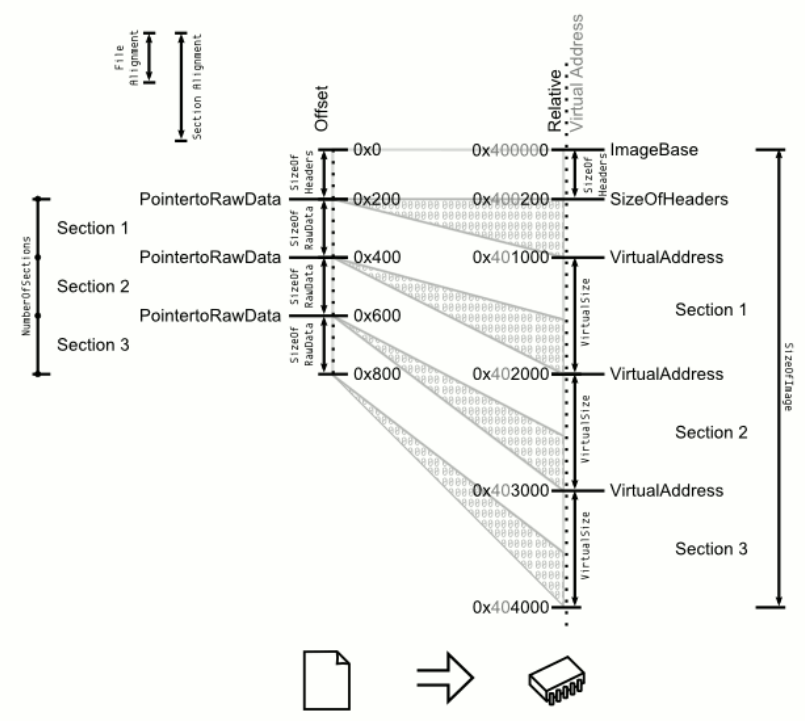 File
Alignment
Section Alignment
Offset
Relative
Virtual Address
0x0
0x400000
ImageBase
SizeOf
Headers
SizeOf
Headers
PointertoRawData
0x200
0x400200
SizeOfHeaders
Section 1
SizeOf
RawData
PointertoRawData
0x400
0x401000
VirtualAddress
NumberOfSections
Section 2
SizeOf
RawData
VirtualSize
Section 1
PointertoRawData
0x600
Section 3
SizeOf
RawData
0x800
0x402000
VirtualAddress
SizeOfImage
VirtualSize
Section 2
0x403000
VirtualAddress
VirtualSize
Section 3
0x404000